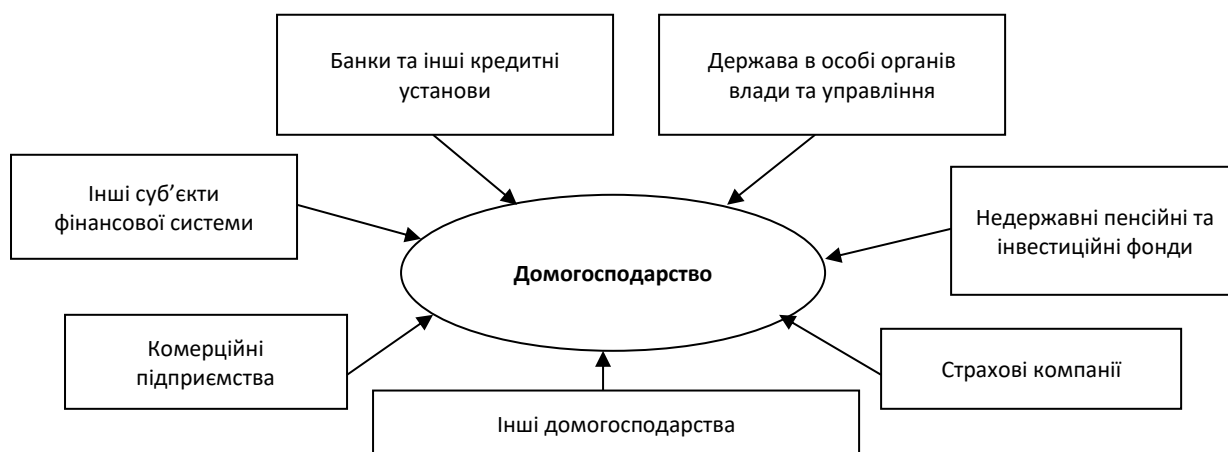 Банки та інші кредитні
установи
Держава в особі органів
влади та управління
Інші суб’єкти
фінансової системи
Недержавні пенсійні та
інвестиційні фонди
Домогосподарство
Комерційні
підприємства
Страхові компанії
Інші домогосподарства